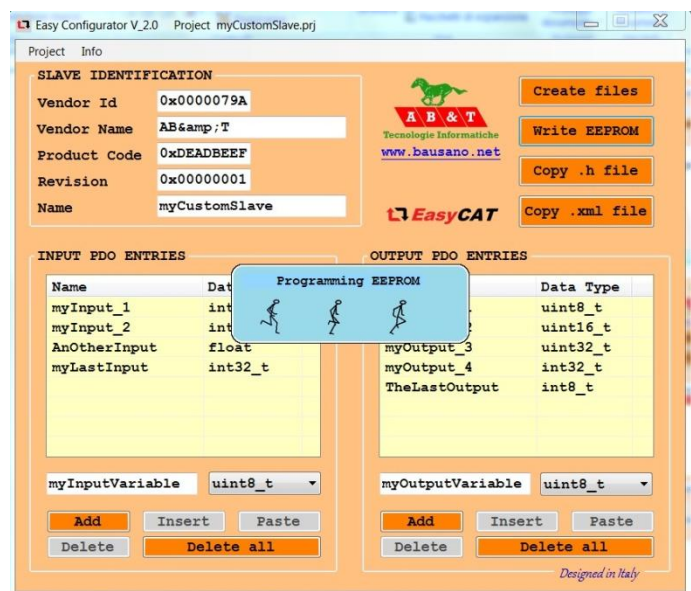 Easy Configurator V_2.0 Project myCustomSlave.prj
Project Info
SLAVE IDENTIFICATION
Vendor Id 0x0000079A
Vendor Name AB&amp;T
Product Code 0xDEADBEEF
Revision 0x00000001
Name myCustomSlave
AB&T
Tecnologie Informatiche
www.bausano.net
EasyCAT
Create files
Write EEPROM
Copy .h file
Copy .xml file
INPUT PDO ENTRIES
Name Dat
myInput_1 int
myInput_2 int
AnOtherInput float
myLastInput int32_t
myInputVariable uint8_t
Add Insert Paste
Delete Delete all
Programming EEPROM
OUTPUT PDO ENTRIES
Data Type
uint8_t
2 uint16_t
myOutput_3 uint32_t
myOutput_4 int32_t
TheLastOutput int8_t
myOutputVariable uint8_t
Add Insert Paste
Delete Delete all
Designed in Italy